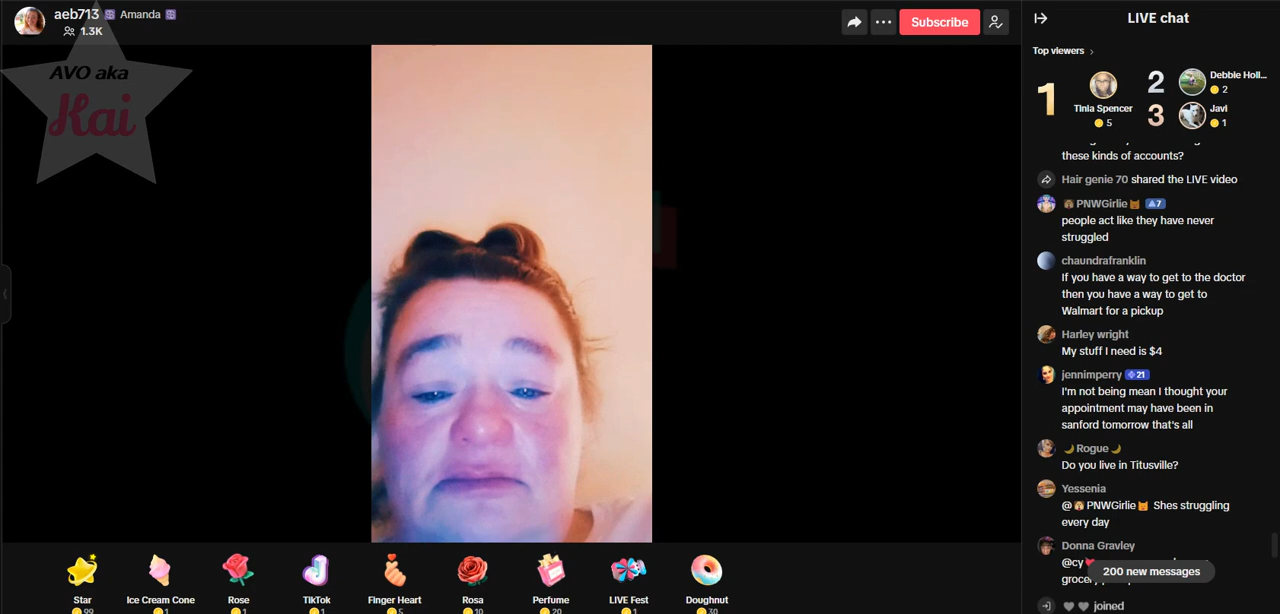 aeb713 Amanda
1.3K
AVO aka
Kai
Subscribe
LIVE chat
Top viewers
1
Tinia Spencer
5
2
Debbie Holl...
2
3
Javi
1
these kinds of accounts?
Hair genie 70 shared the LIVE video
PNWGirlie 7
people act like they have never
struggled
chaundrafranklin
If you have a way to get to the doctor
then you have a way to get to
Walmart for a pickup
Harley wright
My stuff I need is $4
jennimperry 21
I'm not being mean I thought your
appointment may have been in
sanford tomorrow that's all
Rogue
Do you live in Titusville?
Yessenia
@PNWGirlie Shes struggling
every day
Donna Gravley
@cy
200 new messages
joined
Star
99
Ice Cream Cone
1
Rose
1
TikTok
1
Finger Heart
5
Rosa
10
Perfume
20
LIVE Fest
1
Doughnut
30